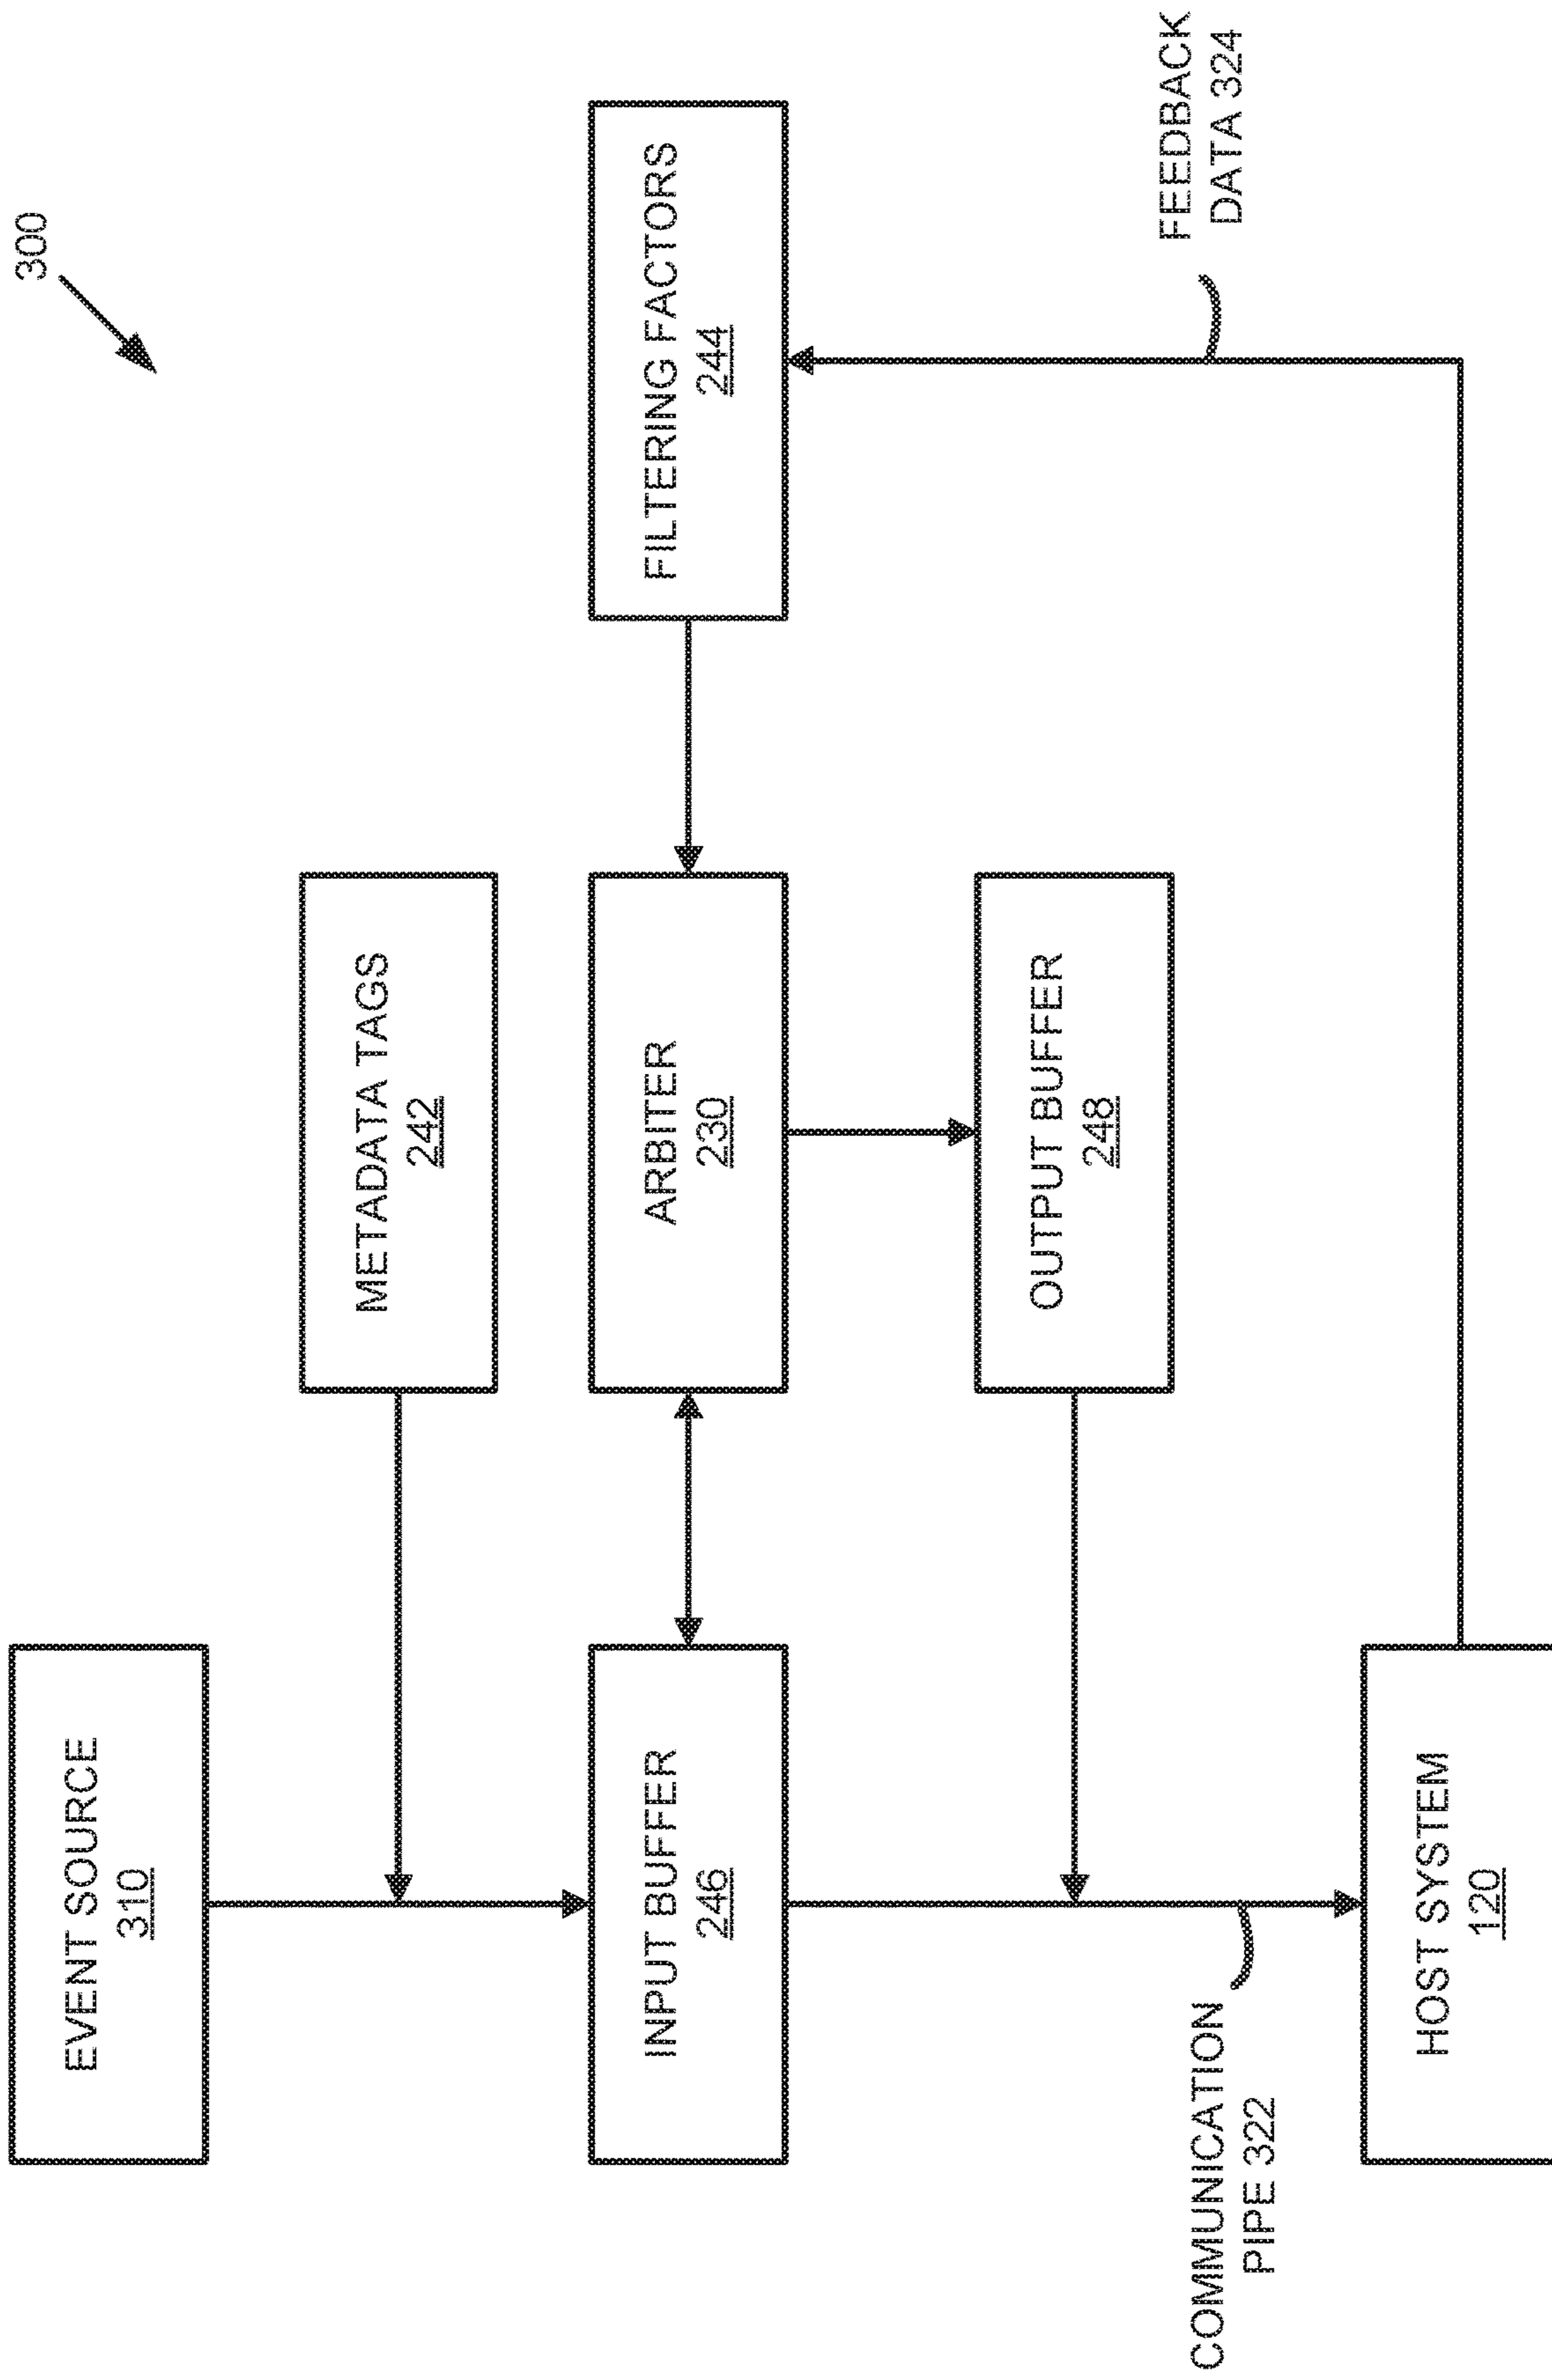 300
EVENT SOURCE
310
METADATA TAGS
242
INPUT BUFFER
246
ARBITER
230
FILTERING FACTORS
244
OUTPUT BUFFER
248
COMMUNICATION
PIPE 322
FEEDBACK
DATA 324
HOST SYSTEM
120